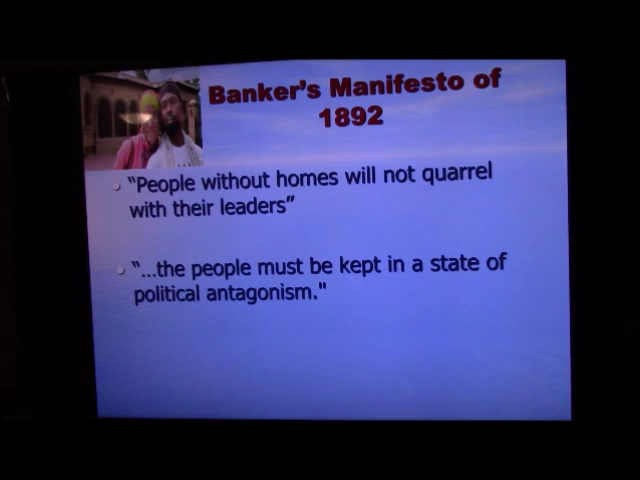 Banker's Manifesto of
1892
"People without homes will not quarrel
with their leaders"
"...the people must be kept in a state of
political antagonism."